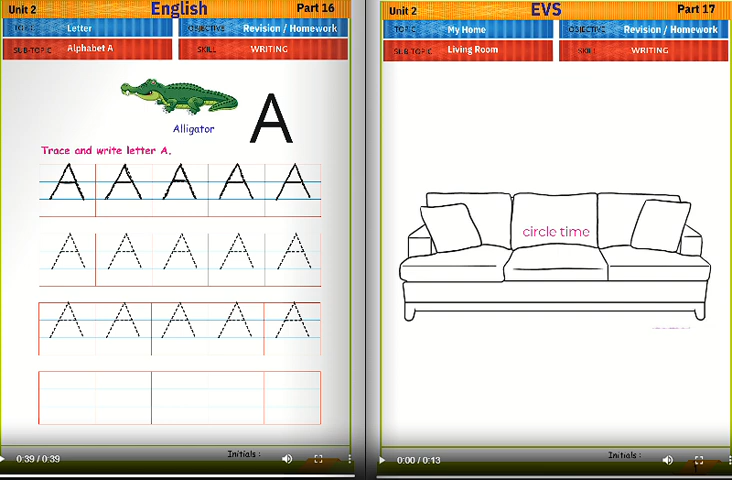 Unit 2 English Part 16
TOPIC Letter OBJECTIVE Revision / Homework
SUB-TOPIC Alphabet A SKILL WRITING
A
Alligator
Trace and write letter A.
A A A A A
A A A A A
A A A A A
Initials :
0:39 / 0:39
Unit 2 EVS Part 17
TOPIC My Home OBJECTIVE Revision / Homework
SUB-TOPIC Living Room SKILL WRITING
circle time
Initials :
0:00 / 0:13